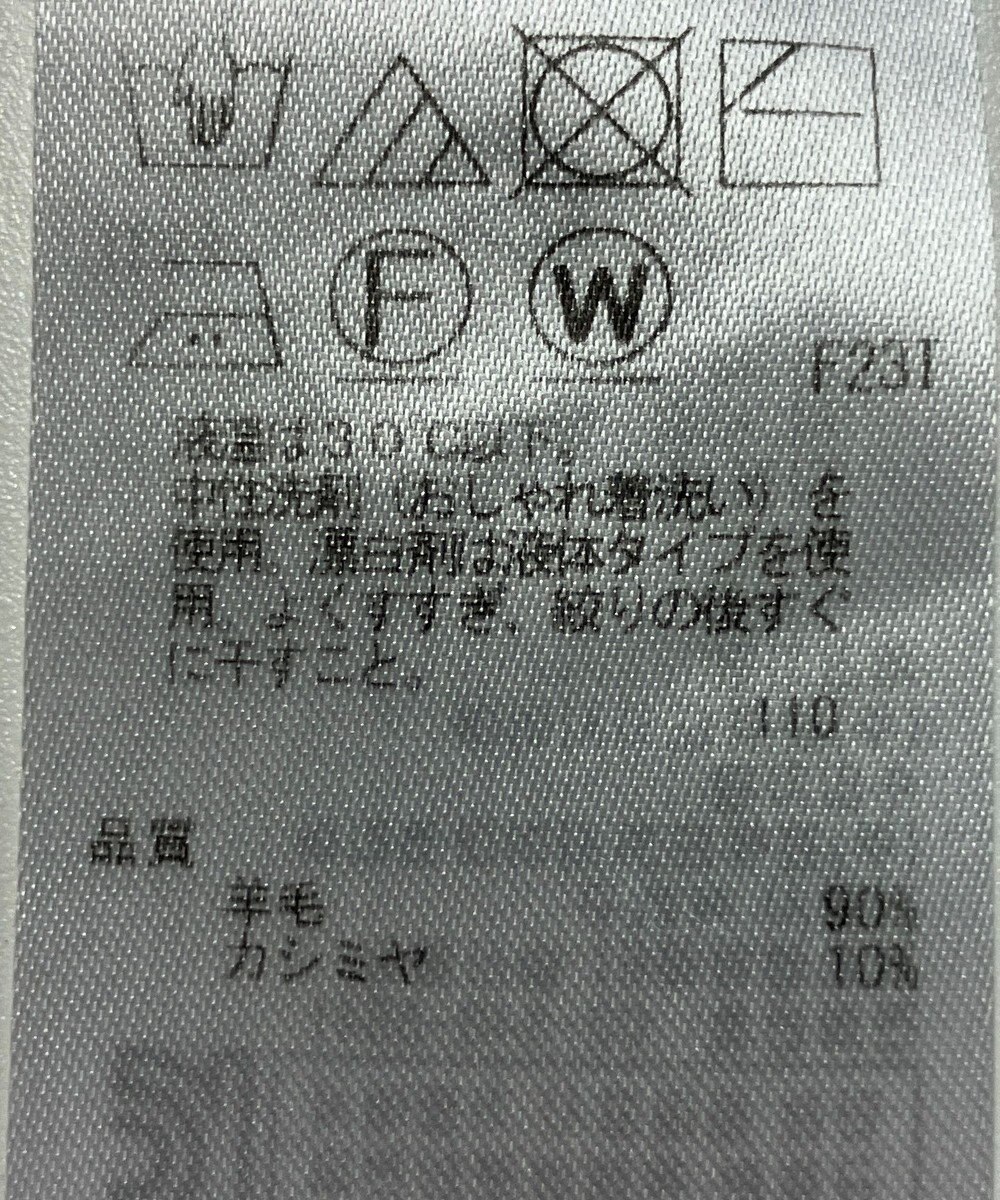 F
W
F231
液温は30℃以下。
中性洗剤（おしゃれ着洗い）を
使用、漂白剤は液体タイプを使
用、よくすすぎ、絞りの後すぐ
に干すこと。
110
品質
羊毛 90%
カシミヤ 10%